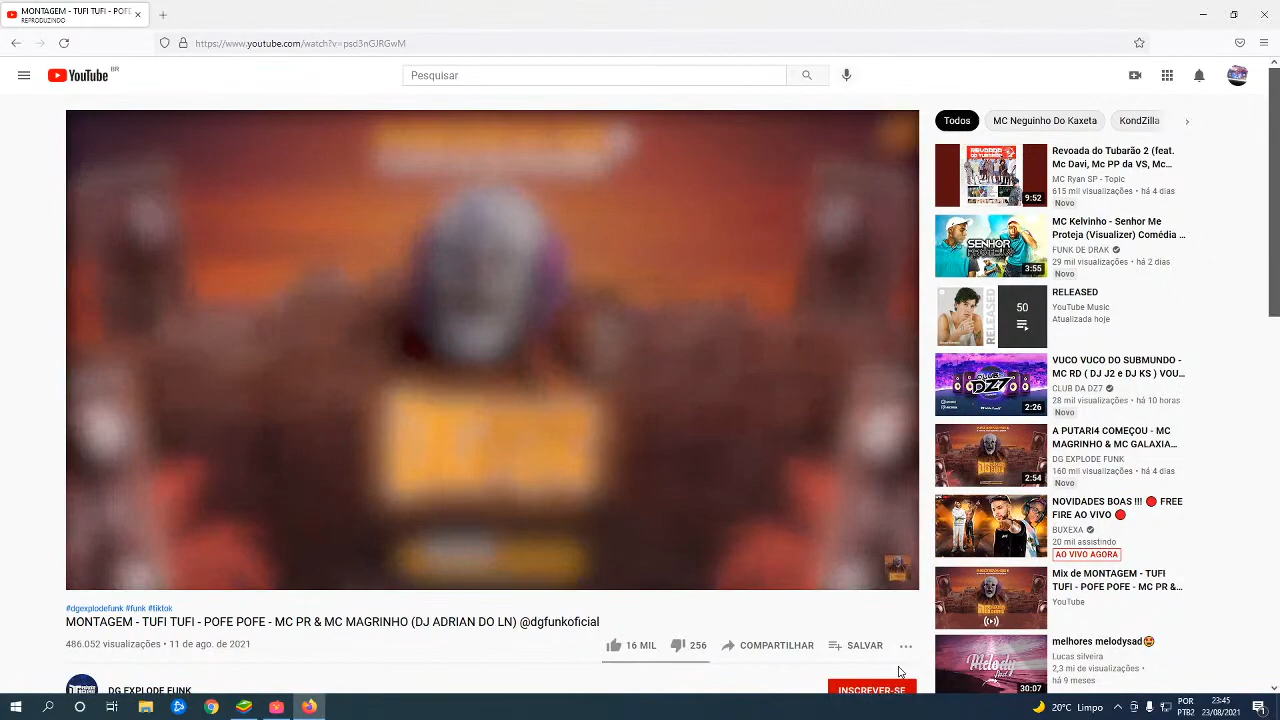 MONTAGEM - TUFI TUFI - POFE
REPRODUZINDO
https://www.youtube.com/watch?v=psd3nGJRGwM
YouTube BR
Pesquisar
Todos
MC Neguinho Do Kaxeta
KondZilla
REVOADA DO TUBARÃO
9:52
Revoada do Tubarão 2 (feat.
Mc Davi, Mc PP da VS, Mc...
MC Ryan SP - Topic
615 mil visualizações • há 4 dias
Novo
SENHOR
PROTEJA
3:55
MC Kelvinho - Senhor Me
Proteja (Visualizer) Comédia ...
FUNK DE DRAK
29 mil visualizações • há 2 dias
Novo
RELEASED
50
RELEASED
YouTube Music
Atualizada hoje
CLUB DA
DZ7
2:26
VUCO VUCO DO SUBMUNDO -
MC RD ( DJ J2 e DJ KS ) VOU...
CLUB DA DZ7
28 mil visualizações • há 10 horas
Novo
2:54
A PUTARI4 COMEÇOU - MC
MAGRINHO & MC GALAXIA...
DG EXPLODE FUNK
160 mil visualizações • há 4 dias
Novo
NOVIDADES BOAS !!! 🔴 FREE
FIRE AO VIVO 🔴
BUXEXA
20 mil assistindo
AO VIVO AGORA
Mix de MONTAGEM - TUFI
TUFI - POFE POFE - MC PR &...
YouTube
Melody
30:07
melhores melodysad😍
Lucas silveira
2,3 mi de visualizações •
há 9 meses
#dgexplodefunk #funk #tiktok
MONTAGEM - TUFI TUFI - POFE POFE - MC PR & MC MAGRINHO (DJ ADRIAN DO LN) @dgfunkoficial
486.052 visualizações • 11 de ago. de 2021
16 MIL
256
COMPARTILHAR
SALVAR
DG EXPLODE FUNK
INSCREVER-SE
20°C Limpo
POR
PTB2
23:45
23/08/2021